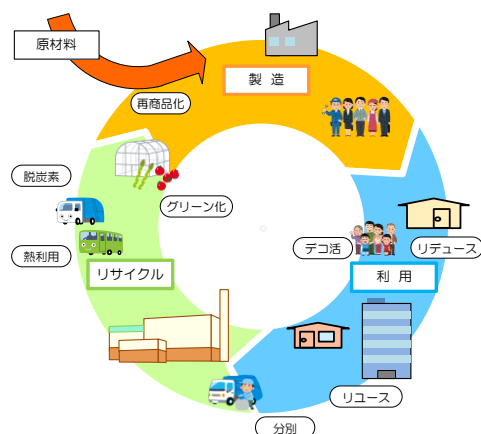 原材料
製 造
再商品化
脱炭素
グリーン化
熱利用
デコ活
リデュース
リサイクル
利 用
リユース
分別